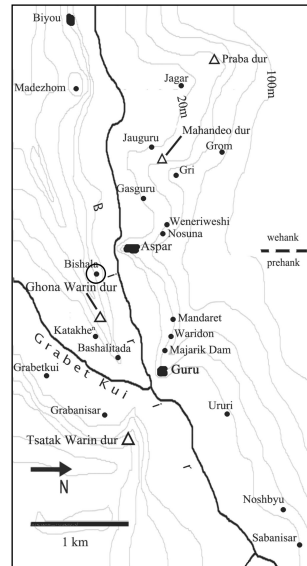 Biyou
Praba dur
Madezhom
Jagar
100m
20m
Mahandeo dur
Jauguru
Grom
Gri
Gasguru
Weneriweshi
Nosuna
Aspar
wehank
prehank
Bishala
Ghona Warin dur
Birir
Mandaret
Katakheⁿ
Waridon
Bashalitada
Majarik Dam
Grabet Kui
Guru
Grabetkui
Grabanisar
Ururi
Tsatak Warin dur
N
Noshbyu
1 km
Sabanisar